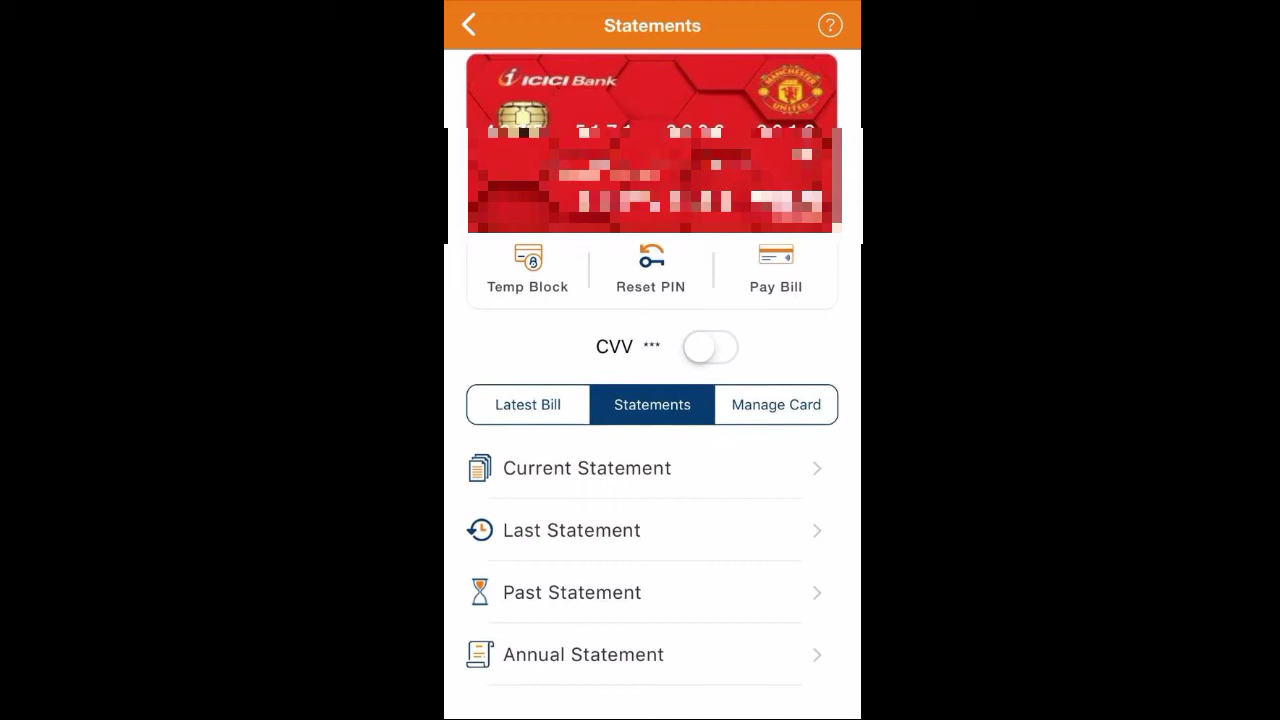 Statements
?
ICICI Bank
MANCHESTER
UNITED
Temp Block
Reset PIN
Pay Bill
CVV ***
Latest Bill
Statements
Manage Card
Current Statement
Last Statement
Past Statement
Annual Statement